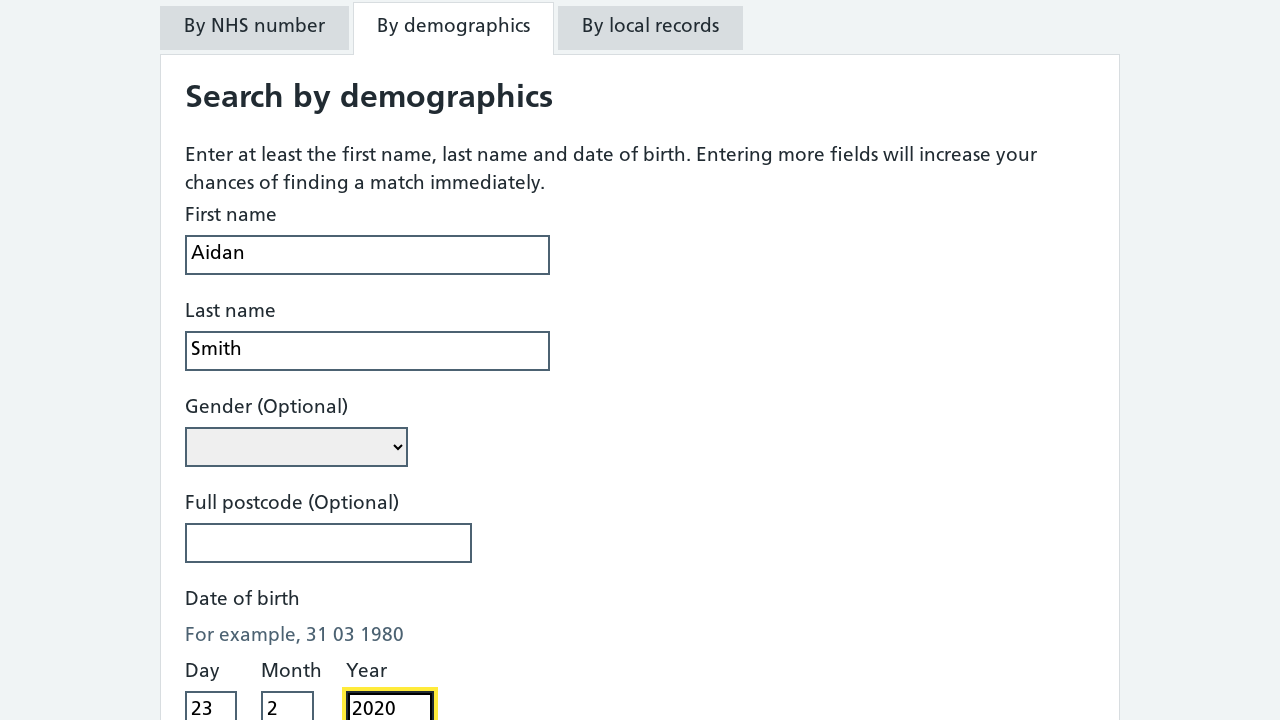 By NHS number
By demographics
By local records
Search by demographics
Enter at least the first name, last name and date of birth. Entering more fields will increase your
chances of finding a match immediately.
First name
Aidan
Last name
Smith
Gender (Optional)
Full postcode (Optional)
Date of birth
For example, 31 03 1980
Day Month Year
23 2 2020